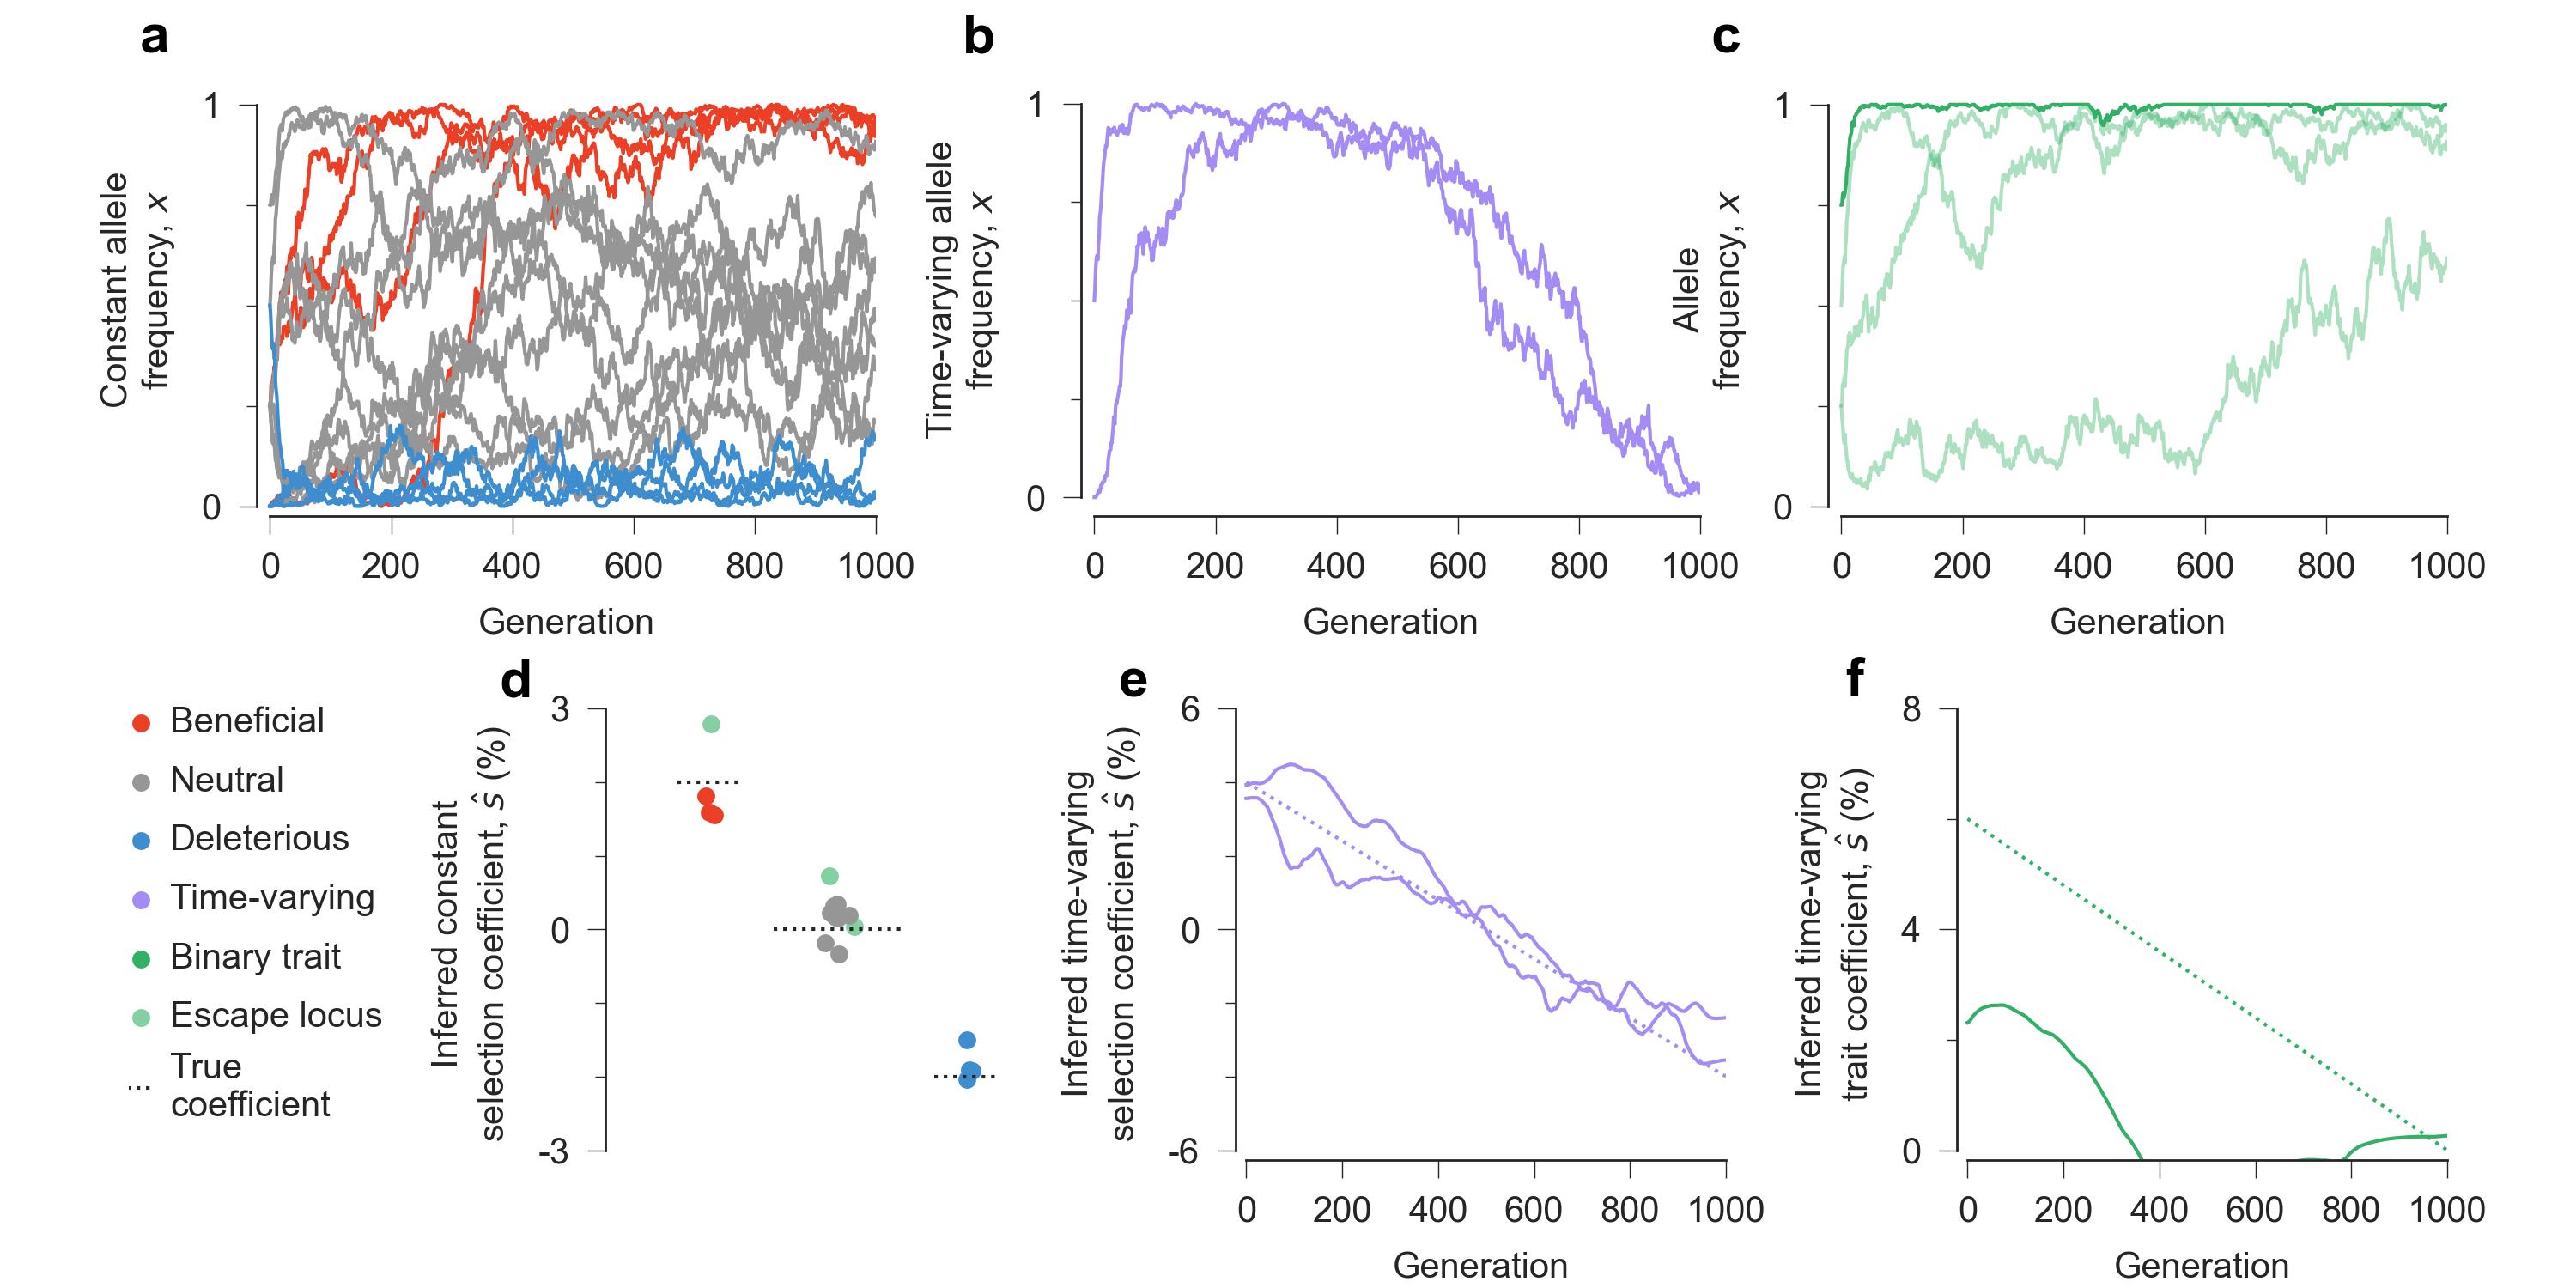 a
1
0
Constant allele
frequency, x
0 200 400 600 800 1000
Generation
b
1
0
Time-varying allele
frequency, x
0 200 400 600 800 1000
Generation
c
1
0
Allele
frequency, x
0 200 400 600 800 1000
Generation
Beneficial
Neutral
Deleterious
Time-varying
Binary trait
Escape locus
True
coefficient
d
3
0
-3
Inferred constant
selection coefficient, ŝ (%)
e
6
0
-6
Inferred time-varying
selection coefficient, ŝ (%)
0 200 400 600 800 1000
Generation
f
8
4
0
Inferred time-varying
trait coefficient, ŝ (%)
0 200 400 600 800 1000
Generation